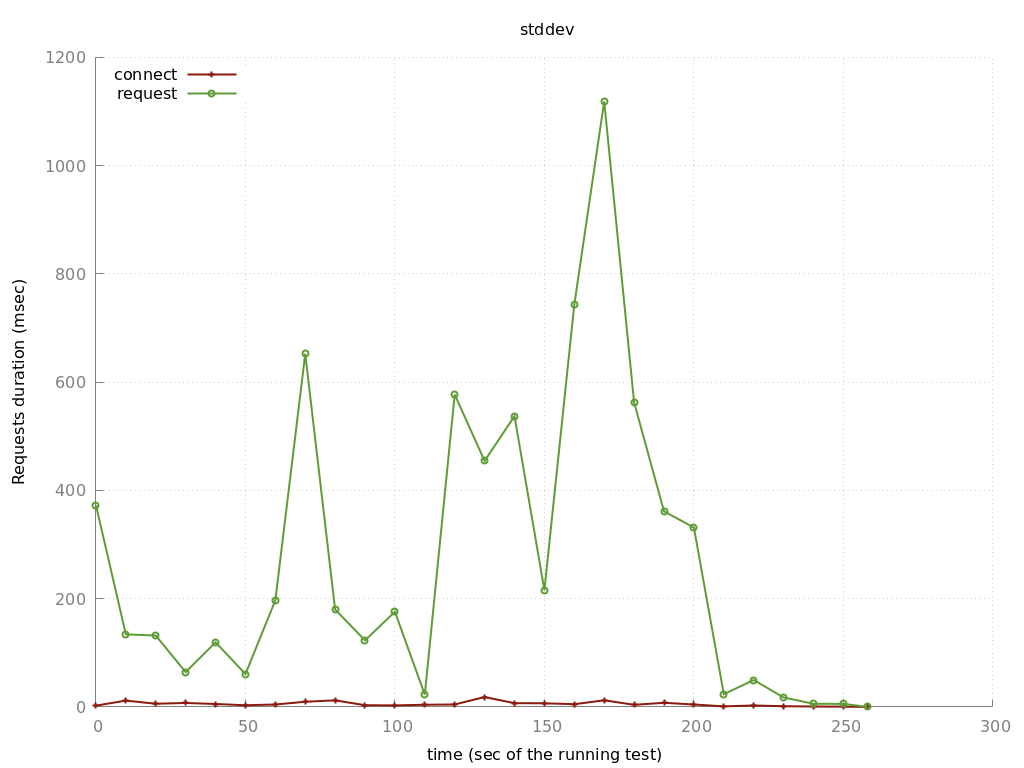 stddev
connect
request
1200
1000
800
600
400
200
0
0 50 100 150 200 250 300
Requests duration (msec)
time (sec of the running test)